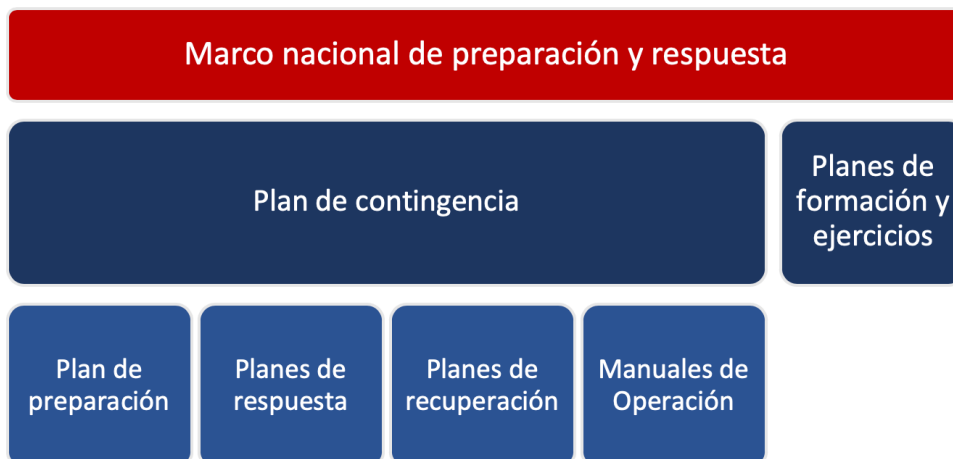 Marco nacional de preparación y respuesta
Plan de contingencia
Planes de
formación y
ejercicios
Plan de
preparación
Planes de
respuesta
Planes de
recuperación
Manuales de
Operación